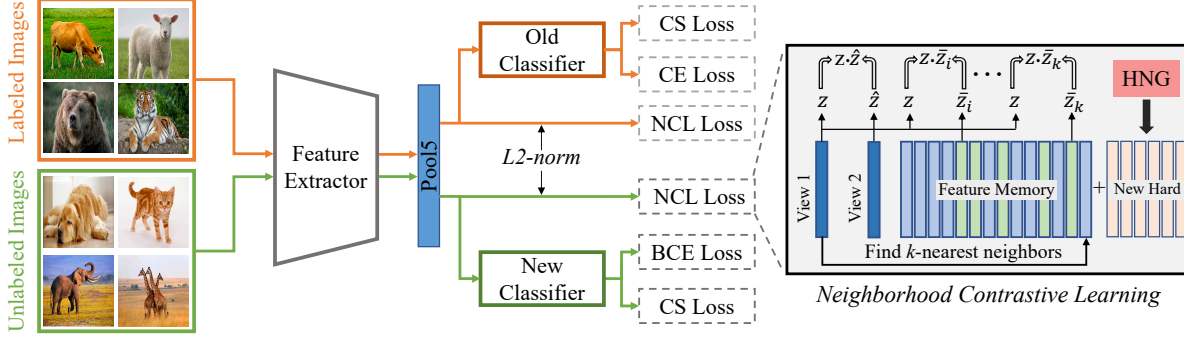 Labeled Images
Unlabeled Images
Feature
Extractor
Pool5
Old
Classifier
CS Loss
CE Loss
NCL Loss
L2-norm
NCL Loss
New
Classifier
BCE Loss
CS Loss
z·ẑ
z·z̄i
···
z·z̄k
z
ẑ
z
z̄i
z
z̄k
HNG
View 1
View 2
Feature Memory
+
New Hard
Find k-nearest neighbors
Neighborhood Contrastive Learning